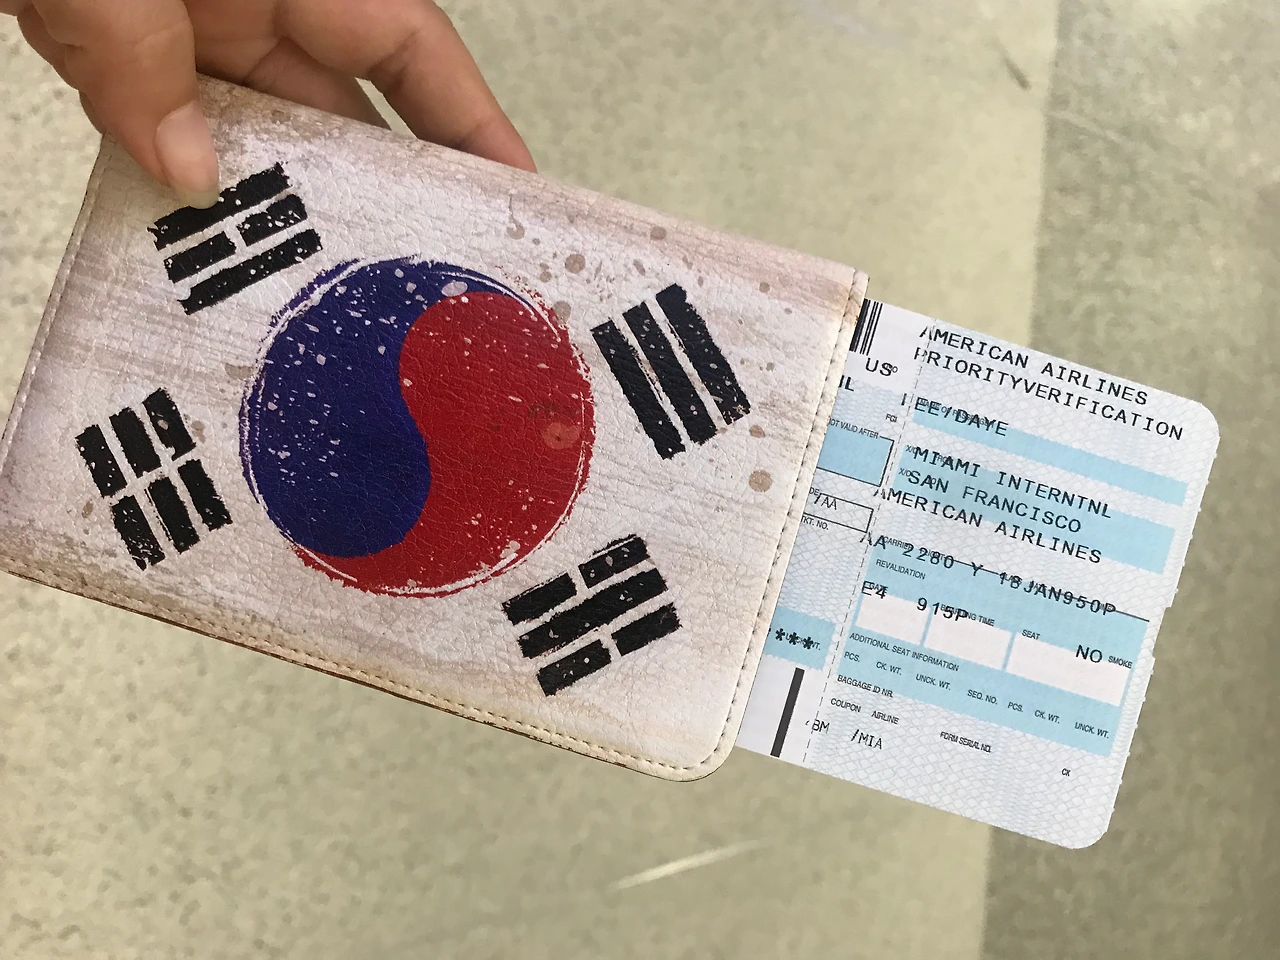 AMERICAN AIRLINES
PRIORITYVERIFICATION
US
EE/DAYE
MIAMI INTERNTNL
SAN FRANCISCO
AMERICAN AIRLINES
NOT VALID AFTER
/AA
TKT. NO.
AA 2280 Y 18JAN950P
REVALIDATION
E4 915P
GATE BOARDING TIME SEAT NO SMOKE
***
ADDITIONAL SEAT INFORMATION
PCS. CK. WT. UNCK. WT. SEQ. NO. PCS. CK. WT. UNCK. WT.
BAGGAGE ID NR.
COUPON AIRLINE FORM SERIAL NO. CK
/MIA